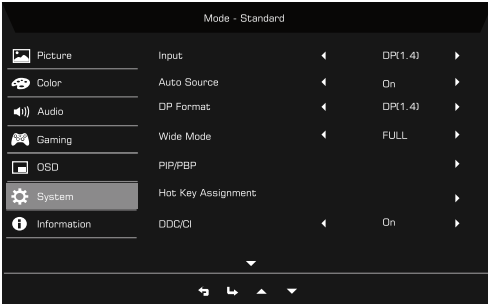 Mode - Standard
Picture
Input DP(1.4)
Color
Auto Source On
Audio
DP Format DP(1.4)
Gaming
Wide Mode FULL
OSD
PIP/PBP
System
Hot Key Assignment
Information
DDC/CI On